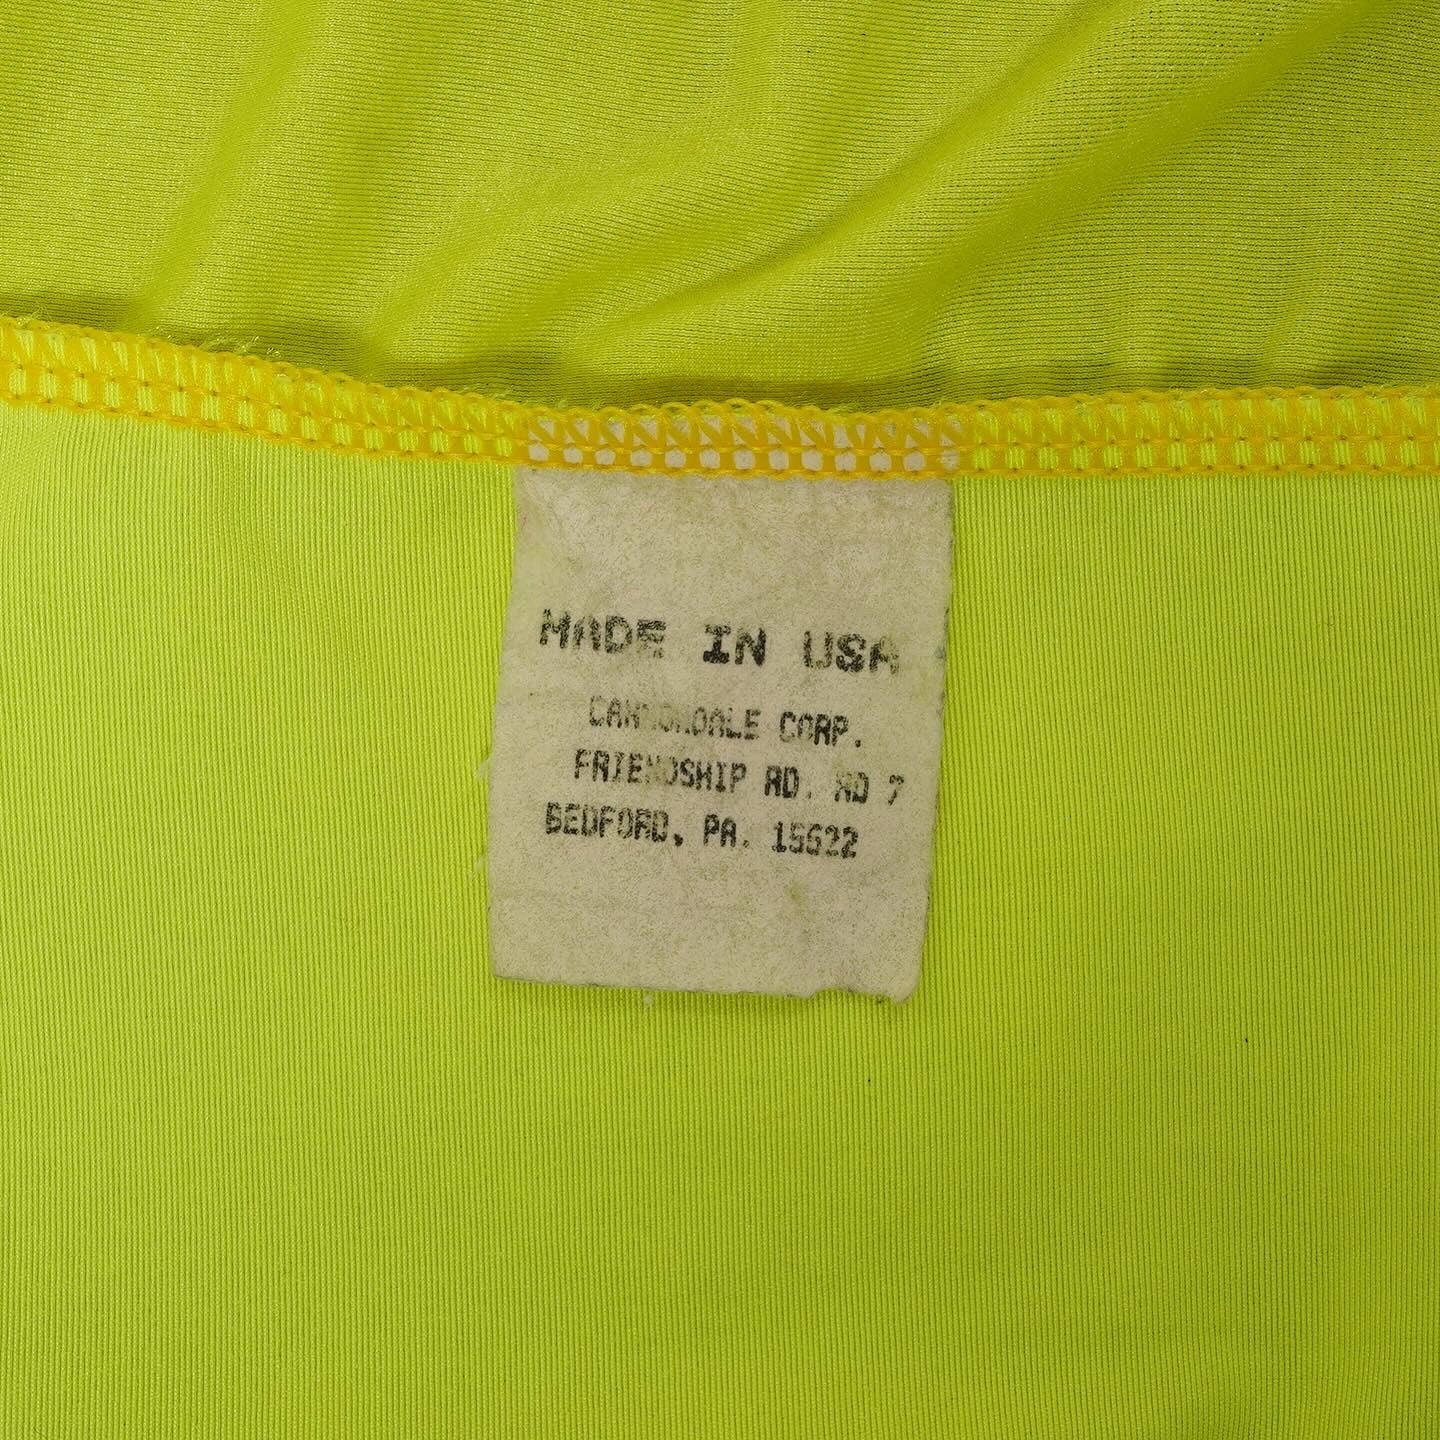 MADE IN USA
CANNONDALE CORP.
FRIENDSHIP RD. RD 7
BEDFORD, PA. 15522